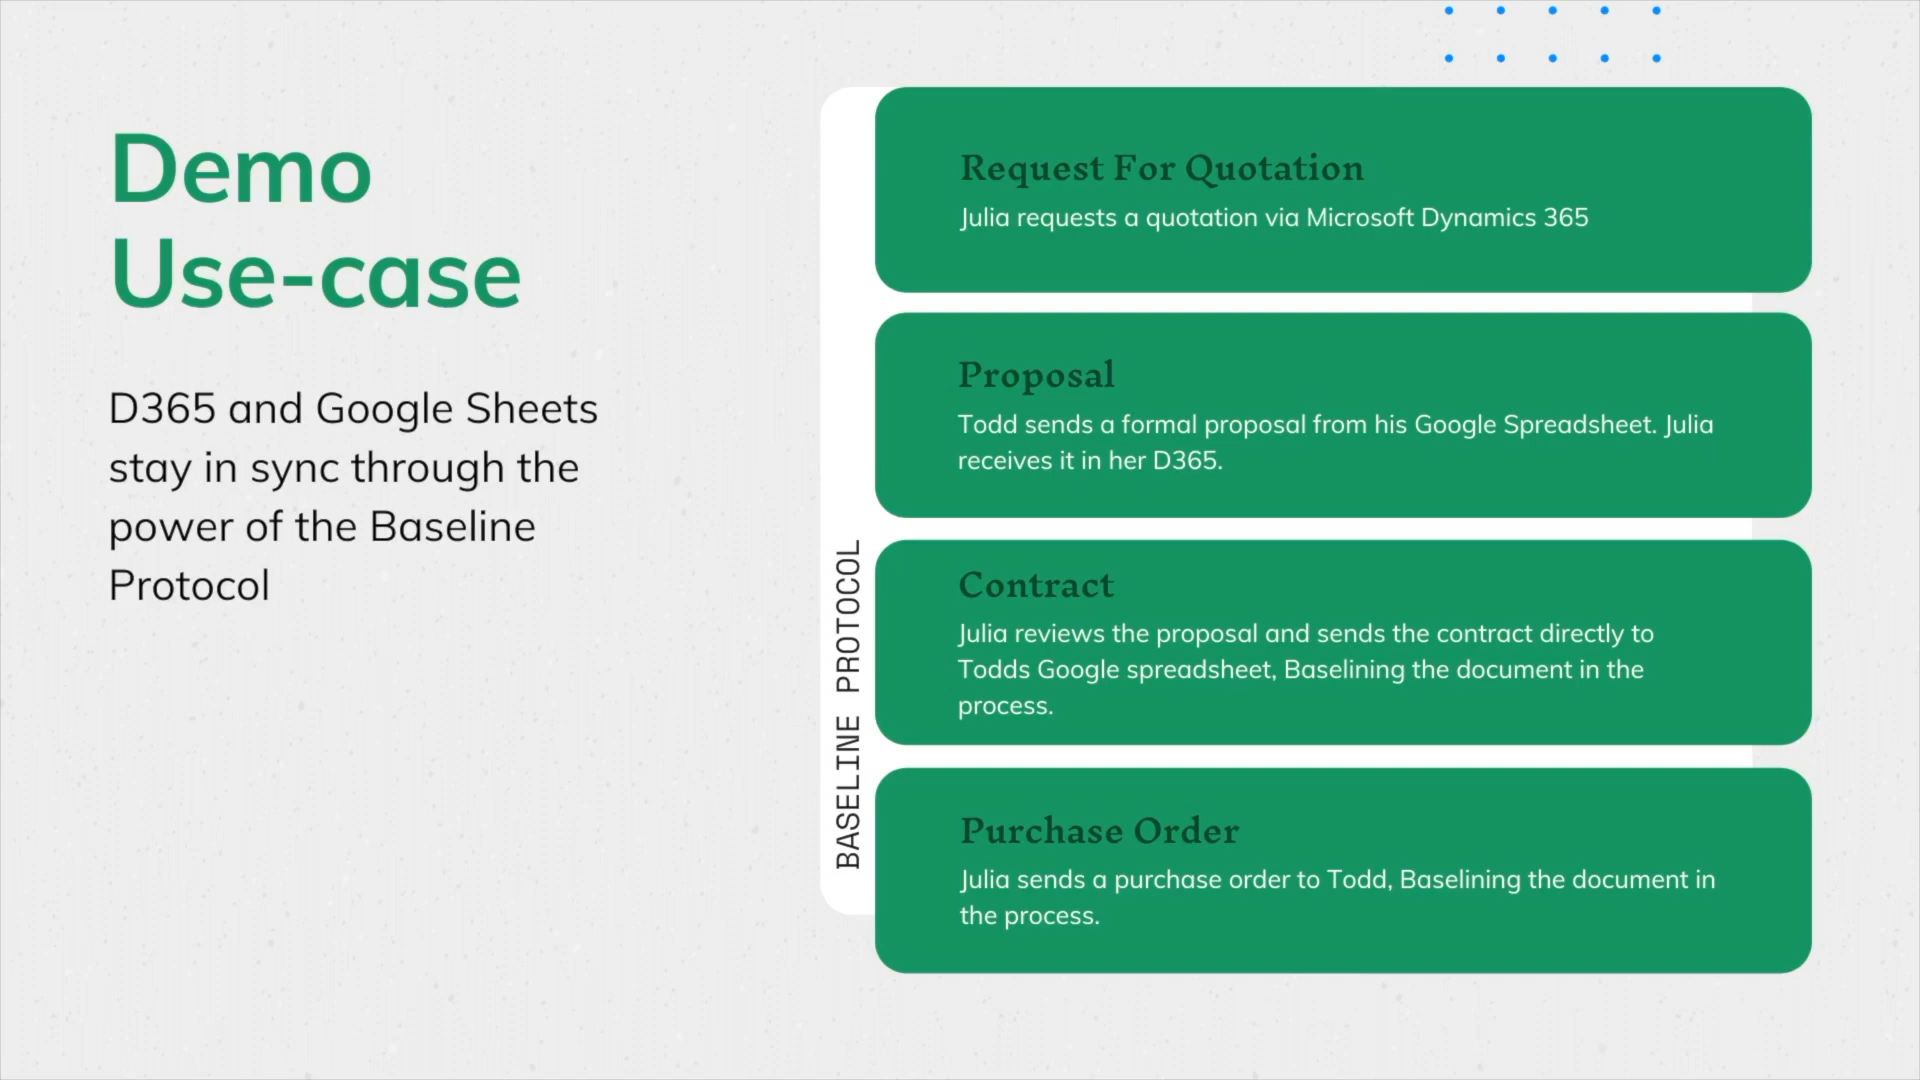 Demo
Use-case
D365 and Google Sheets
stay in sync through the
power of the Baseline
Protocol
BASELINE PROTOCOL
Request For Quotation
Julia requests a quotation via Microsoft Dynamics 365
Proposal
Todd sends a formal proposal from his Google Spreadsheet. Julia
receives it in her D365.
Contract
Julia reviews the proposal and sends the contract directly to
Todds Google spreadsheet, Baselining the document in the
process.
Purchase Order
Julia sends a purchase order to Todd, Baselining the document in
the process.